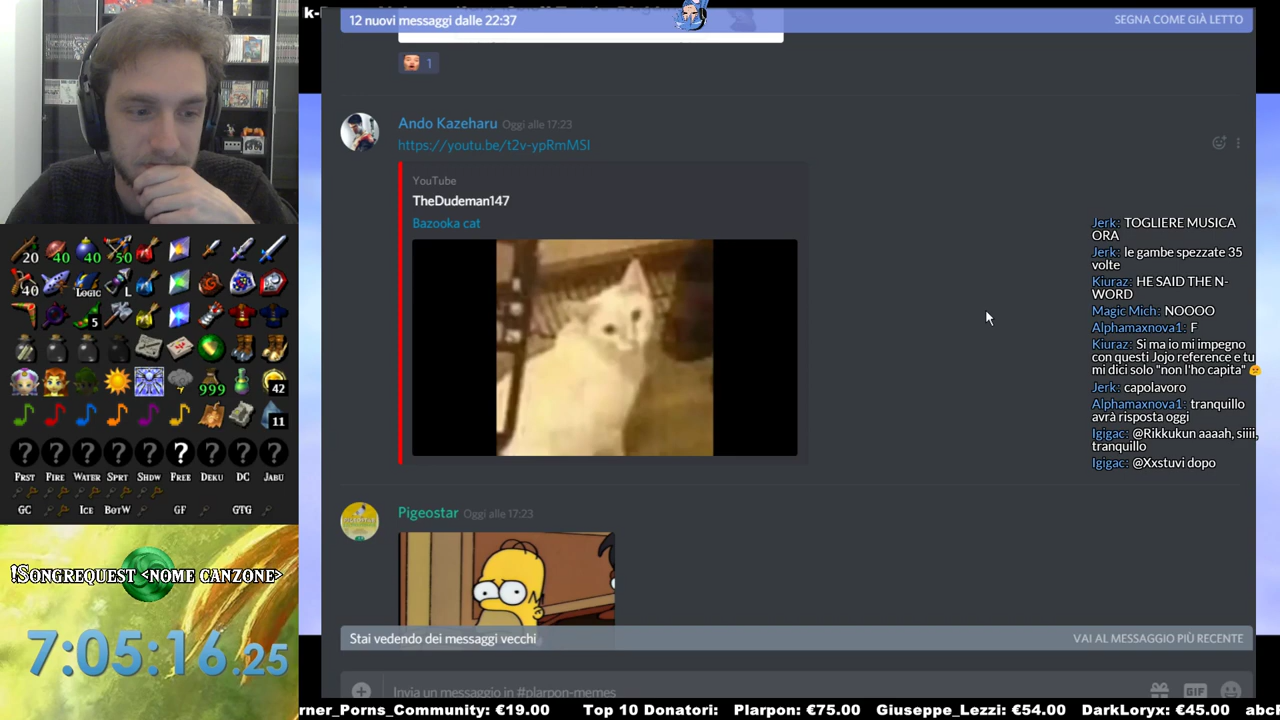 12 nuovi messaggi dalle 22:37
SEGNA COME GIÀ LETTO
1
Ando Kazeharu Oggi alle 17:23
https://youtu.be/t2v-ypRmMSI
YouTube
TheDudeman147
Bazooka cat
Pigeostar Oggi alle 17:23
Stai vedendo dei messaggi vecchi
VAI AL MESSAGGIO PIÙ RECENTE
Invia un messaggio in #plarpon-memes
GIF
Jerk: TOGLIERE MUSICA
ORA
Jerk: le gambe spezzate 35
volte
Kiuraz: HE SAID THE N-
WORD
Magic Mich: NOOOO
Alphamaxnova1: F
Kiuraz: Si ma io mi impegno
con questi Jojo reference e tu
mi dici solo "non l'ho capita"
Jerk: capolavoro
Alphamaxnova1: tranquillo
avrà risposta oggi
Igigac: @Rikkukun aaaah, siiii,
tranquillo
Igigac: @Xxstuvi dopo
20 40 40 50
40 LOGIC L
5
999 42
11
? ? ? ? ? ? ? ? ?
FRST FIRE WATER SPRT SHDW FREE DEKU DC JABU
GC ICE BOTW GF GTG
!SONGREQUEST <NOME CANZONE>
7:05:16.25
rner_Porns_Community: €19.00 Top 10 Donatori: Plarpon: €75.00 Giuseppe_Lezzi: €54.00 DarkLoryx: €45.00